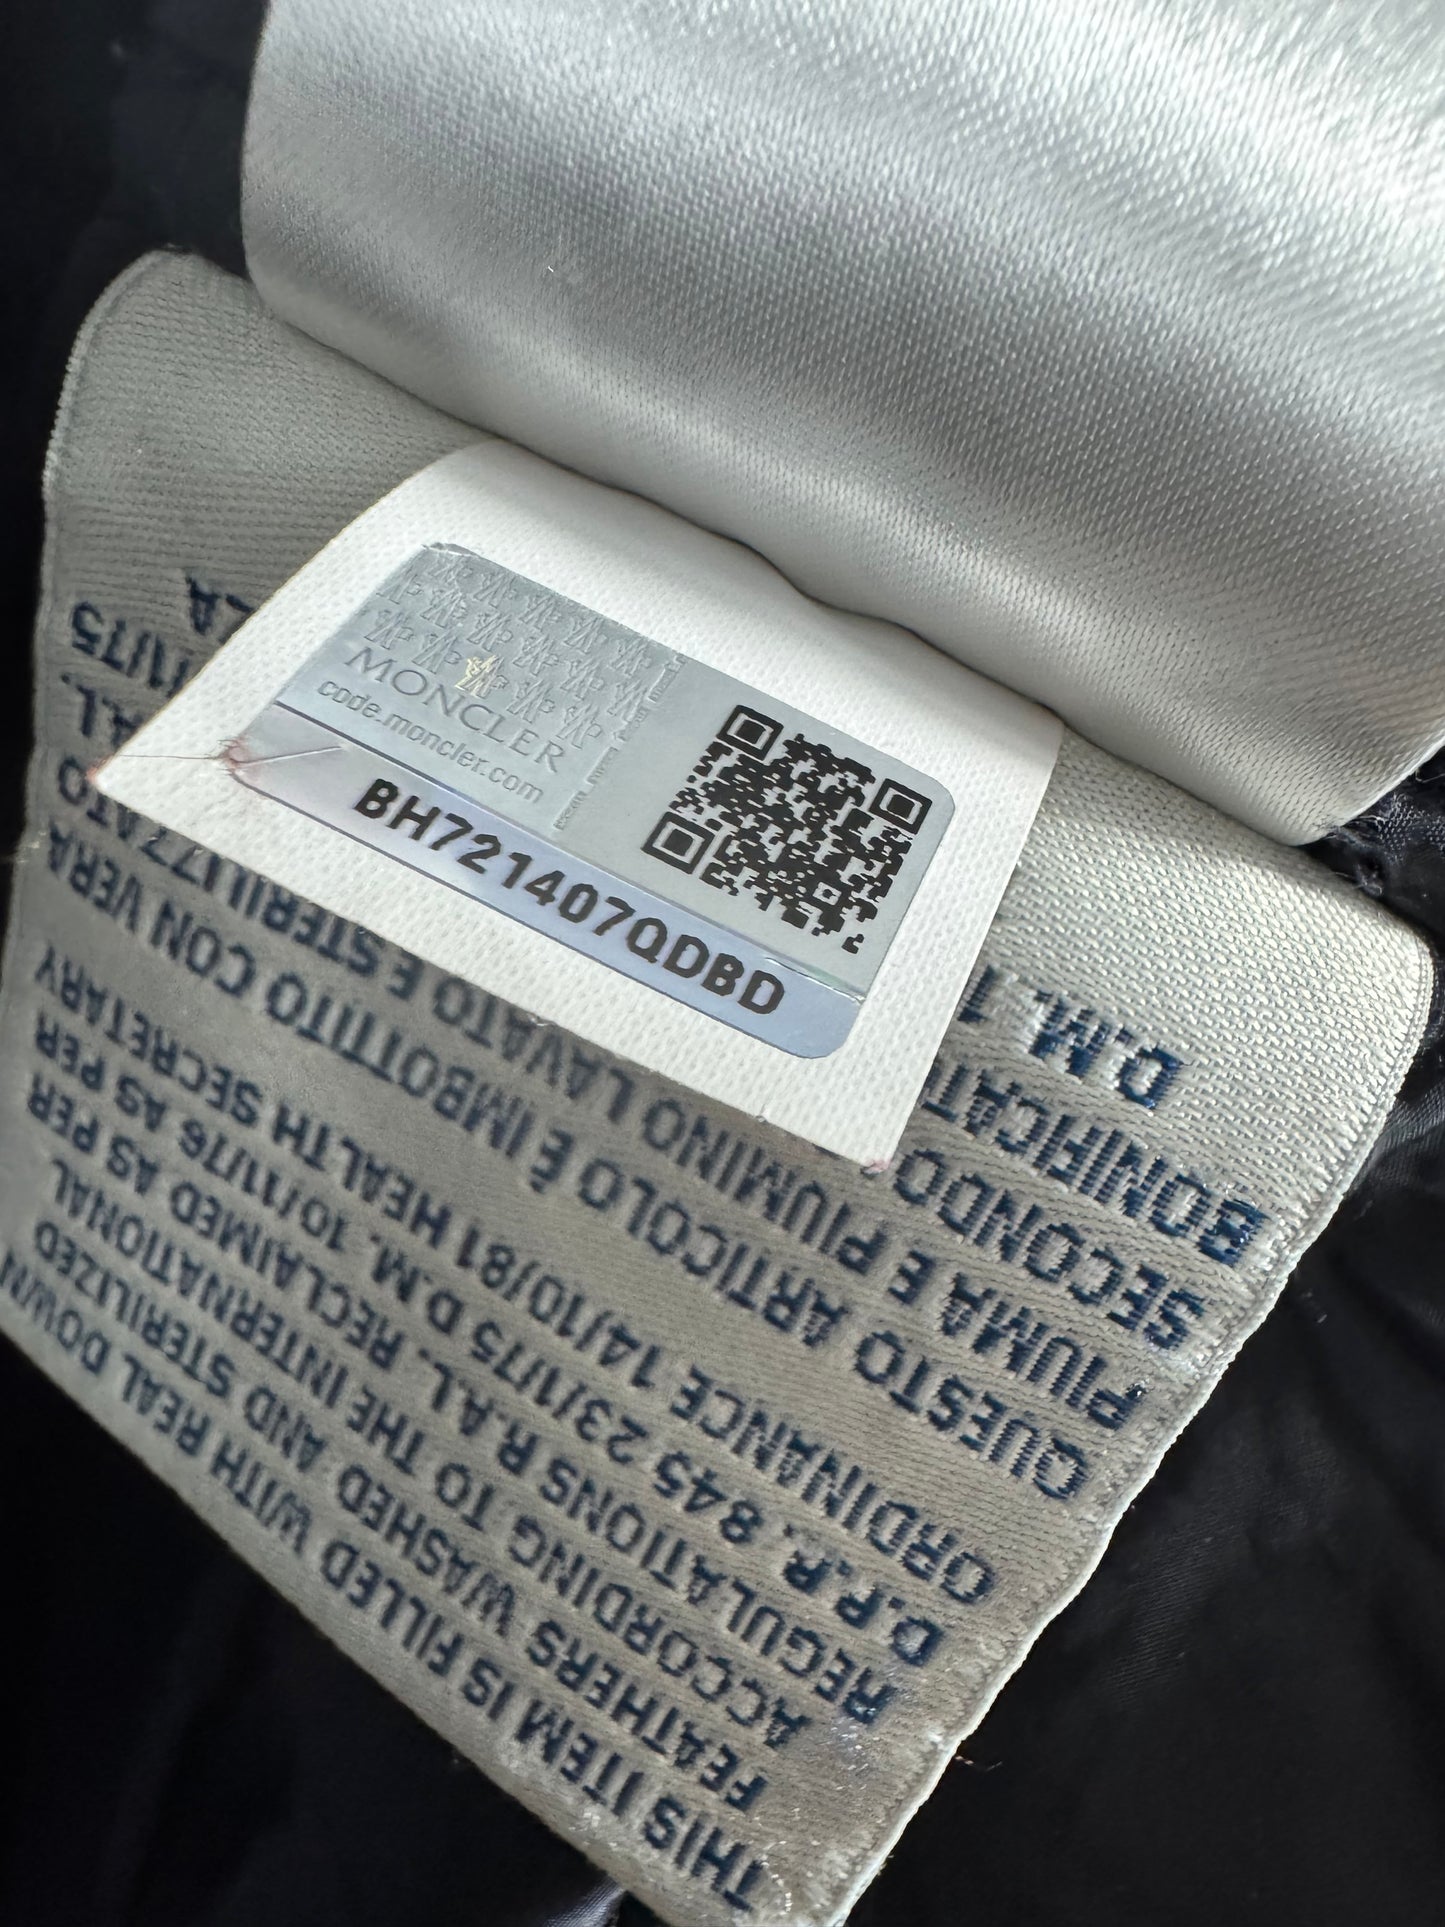 MONCLER
code.moncler.com
BH721407QDBD
THIS ITEM IS FILLED WITH REAL DOWN
FEATHERS WASHED AND STERILIZED
ACCORDING TO THE INTERNATIONAL
REGULATIONS R.A.L. RECLAIMED AS PER
D.P.R. 845 23/1/75 D.M. 10/11/76 AS PER
ORDINANCE 14/10/81 HEALTH SECRETARY
QUESTO ARTICOLO È IMBOTTITO CON VERA
PIUMA E PIUMINO LAVATO E STERILIZZATO
SECONDO
D.M.